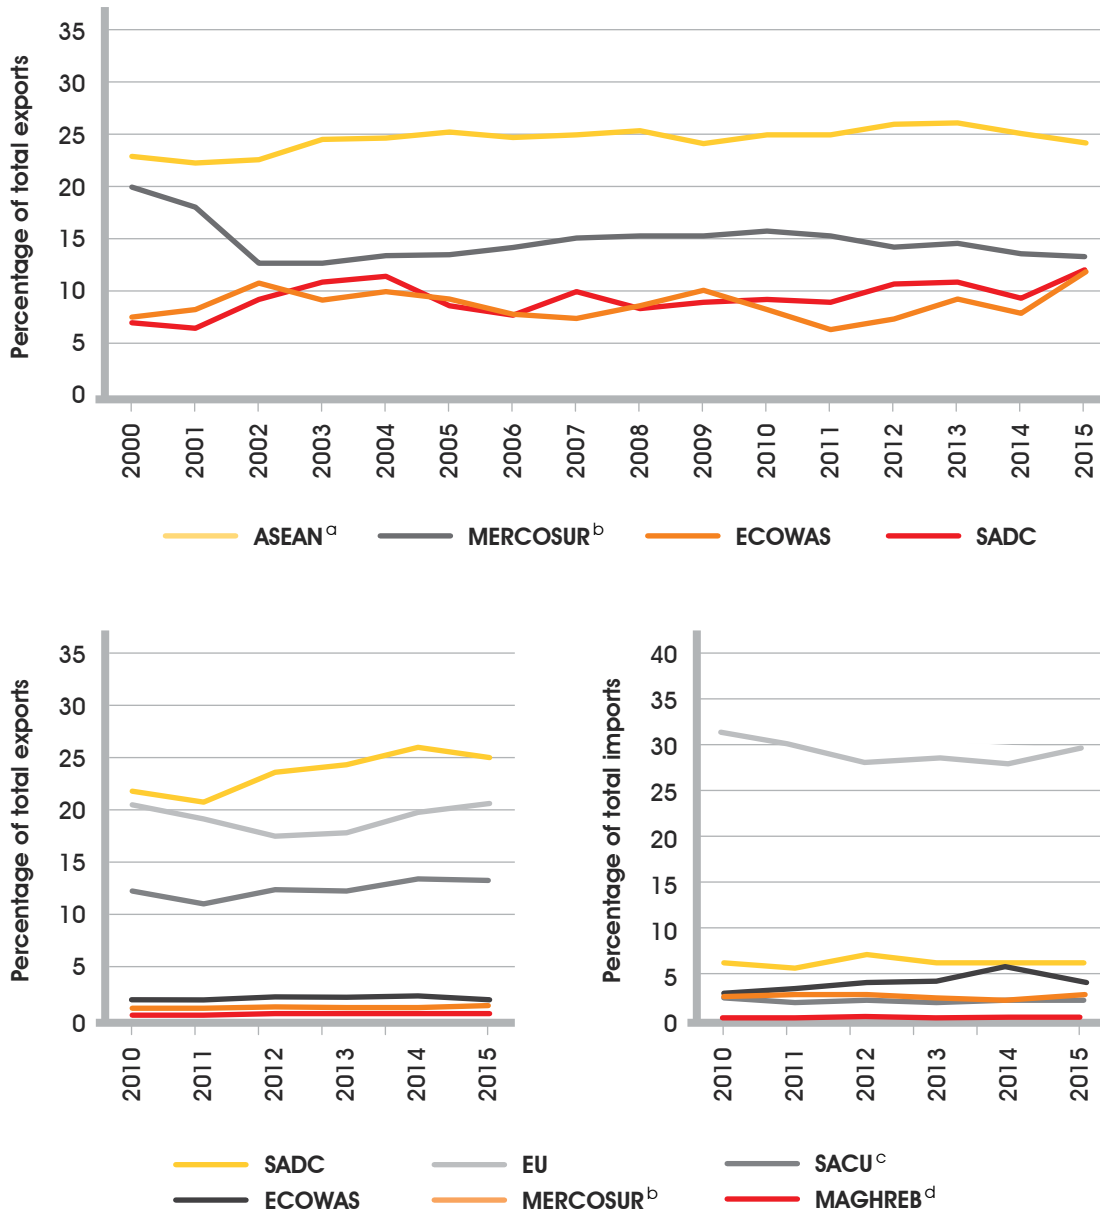 Percentage of total exports
35
30
25
20
15
10
5
0
2000 2001 2002 2003 2004 2005 2006 2007 2008 2009 2010 2011 2012 2013 2014 2015
ASEAN a MERCOSUR b ECOWAS SADC
Percentage of total exports
35
30
25
20
15
10
5
0
2010 2011 2012 2013 2014 2015
Percentage of total imports
40
35
30
25
20
15
10
5
0
2010 2011 2012 2013 2014 2015
SADC EU SACU c
ECOWAS MERCOSUR b MAGHREB d